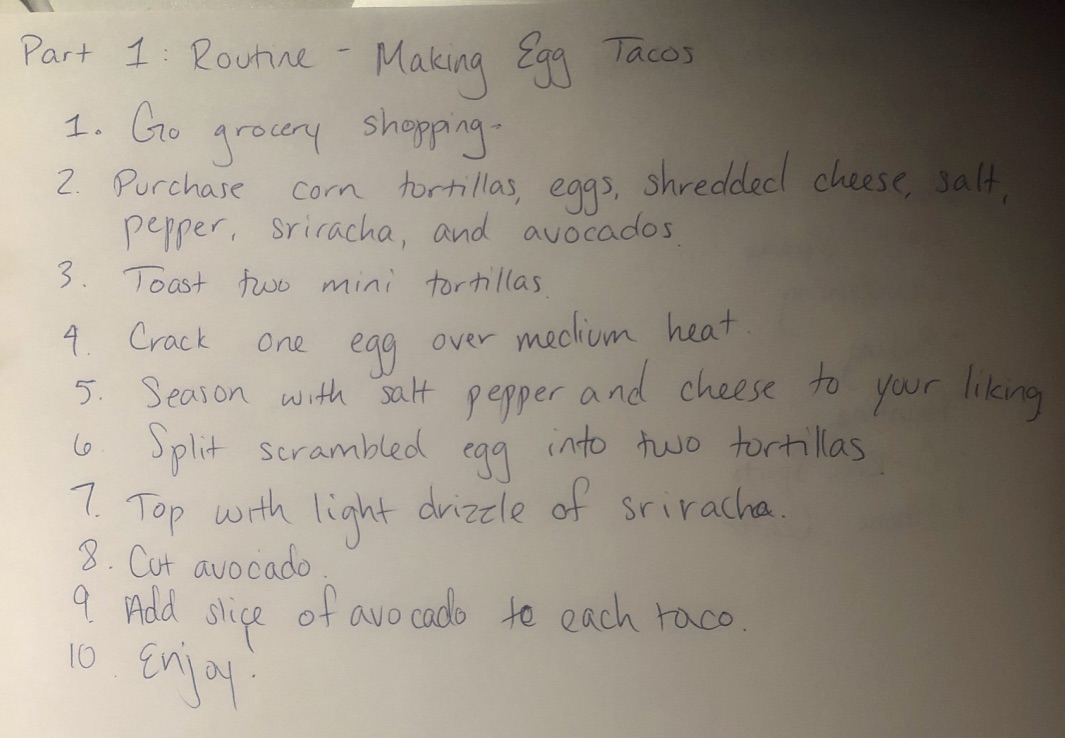 Part 1: Routine - Making Egg Tacos
1. Go grocery shopping.
2. Purchase corn tortillas, eggs, shredded cheese, salt,
pepper, sriracha, and avocados.
3. Toast two mini tortillas.
4. Crack one egg over medium heat.
5. Season with salt pepper and cheese to your liking
6. Split scrambled egg into two tortillas
7. Top with light drizzle of sriracha.
8. Cut avocado.
9. Add slice of avocado to each taco.
10. Enjoy!